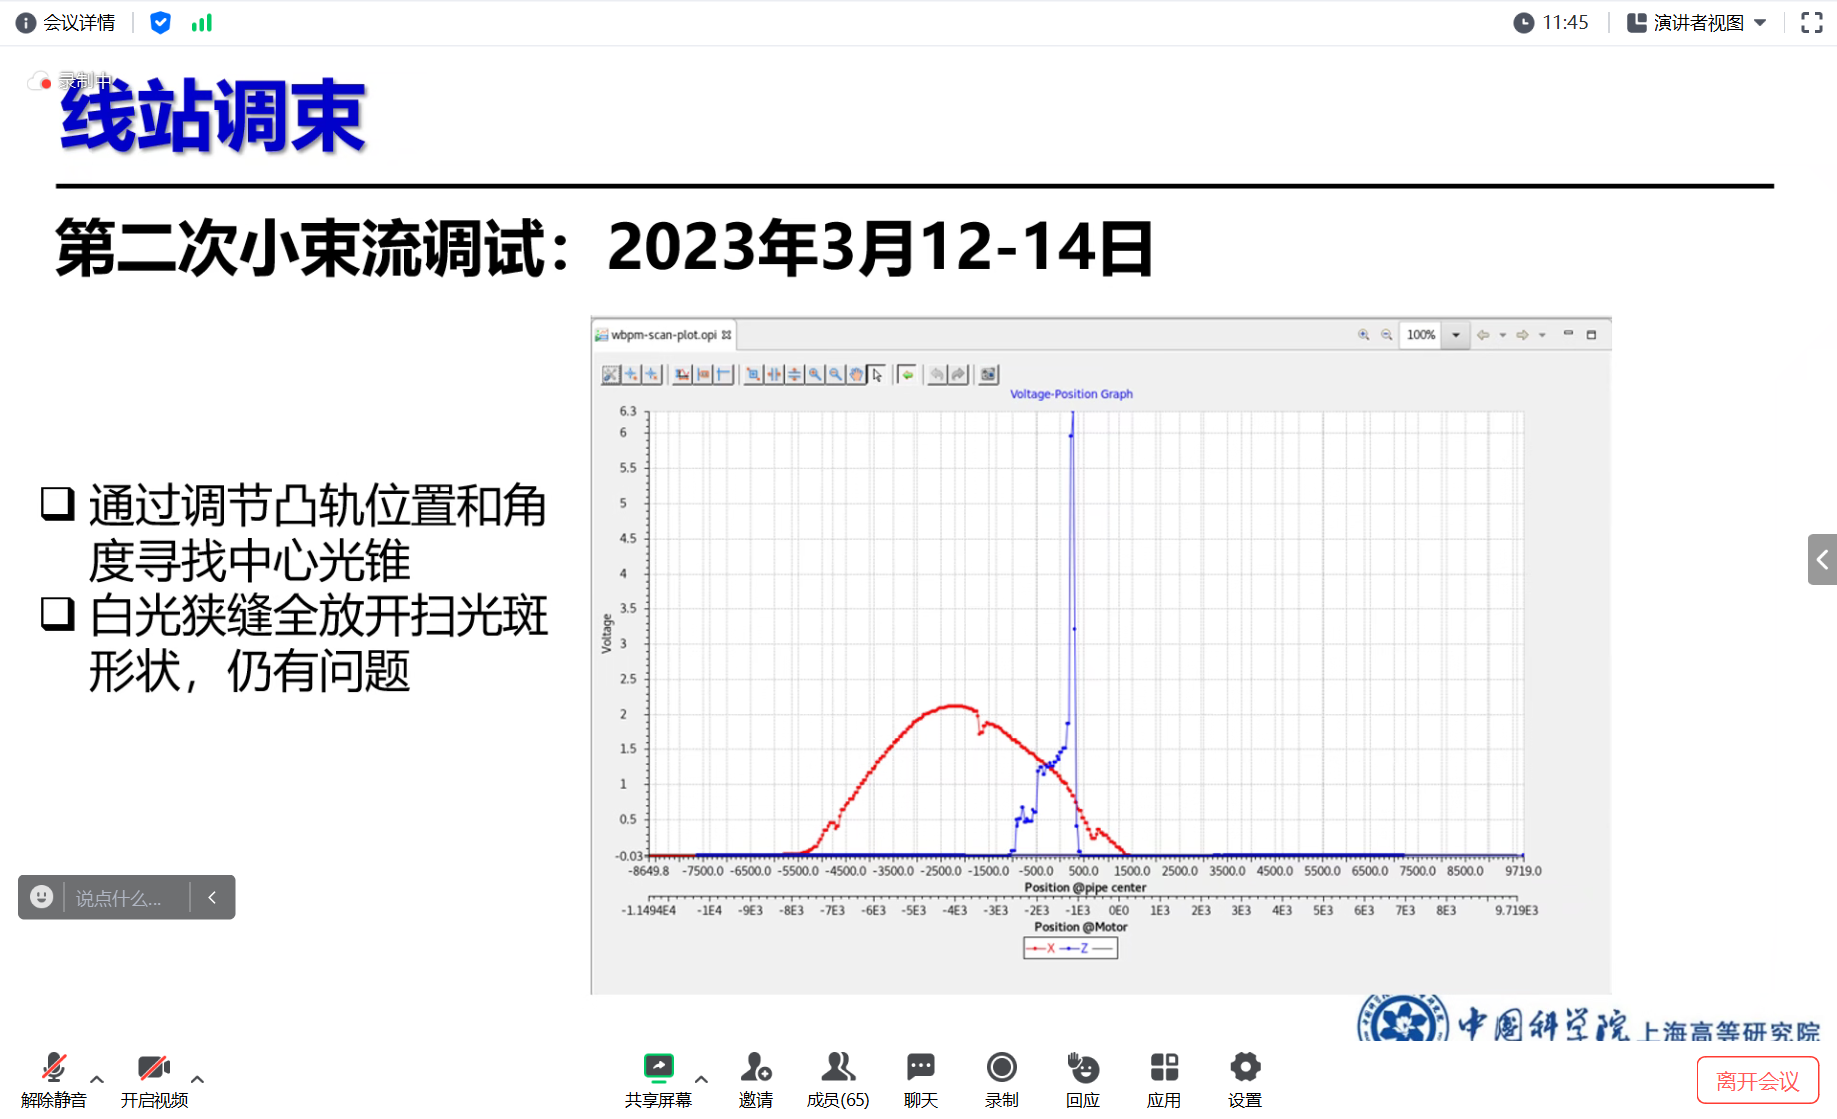 会议详情
11:45
演讲者视图
录制中
线站调束
第二次小束流调试：2023年3月12-14日
wbpm-scan-plot.opi
100%
Voltage-Position Graph
❑ 通过调节凸轨位置和角
度寻找中心光锥
❑ 白光狭缝全放开扫光斑
形状，仍有问题
Voltage
6.3
6
5.5
5
4.5
4
3.5
3
2.5
2
1.5
1
0.5
-0.03
-8649.8 -7500.0 -6500.0 -5500.0 -4500.0 -3500.0 -2500.0 -1500.0 -500.0 500.0 1500.0 2500.0 3500.0 4500.0 5500.0 6500.0 7500.0 8500.0 9719.0
Position @pipe center
-1.1494E4 -1E4 -9E3 -8E3 -7E3 -6E3 -5E3 -4E3 -3E3 -2E3 -1E3 0E0 1E3 2E3 3E3 4E3 5E3 6E3 7E3 8E3 9.719E3
Position @Motor
X Z
说点什么...
中国科学院 上海高等研究院
解除静音
开启视频
共享屏幕
邀请
成员(65)
聊天
录制
回应
应用
设置
离开会议